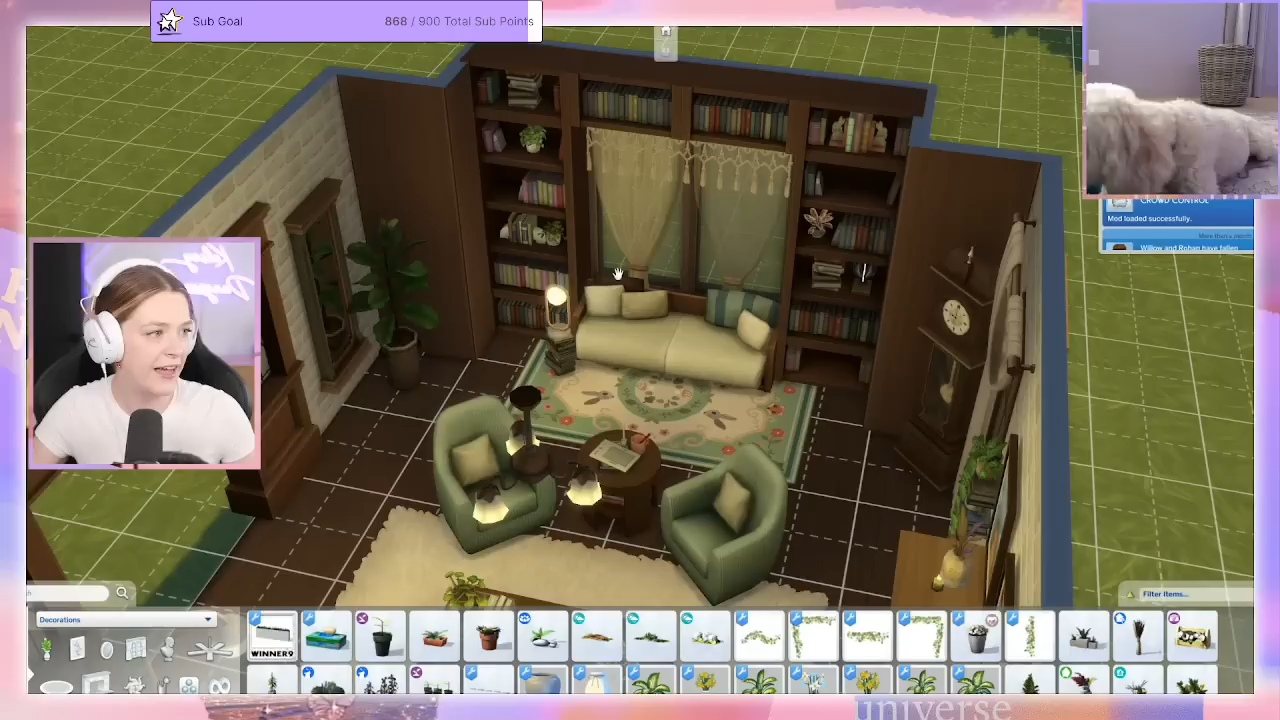 Sub Goal
868 / 900 Total Sub Points
CROWD CONTROL
Mod loaded successfully.
Willow and Rohan have fallen
Filter Items...
Decorations
WINNER9
universe